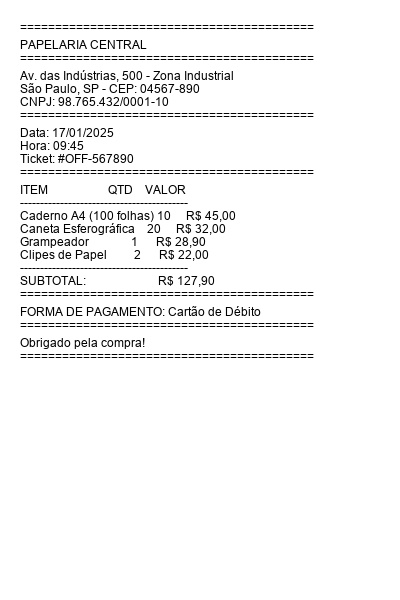 ==========================================
PAPELARIA CENTRAL
==========================================
Av. das Indústrias, 500 - Zona Industrial
São Paulo, SP - CEP: 04567-890
CNPJ: 98.765.432/0001-10
==========================================
Data: 17/01/2025
Hora: 09:45
Ticket: #OFF-567890
==========================================
ITEM QTD VALOR
------------------------------------------
Caderno A4 (100 folhas) 10 R$ 45,00
Caneta Esferográfica 20 R$ 32,00
Grampeador 1 R$ 28,90
Clipes de Papel 2 R$ 22,00
------------------------------------------
SUBTOTAL: R$ 127,90
==========================================
FORMA DE PAGAMENTO: Cartão de Débito
==========================================
Obrigado pela compra!
==========================================